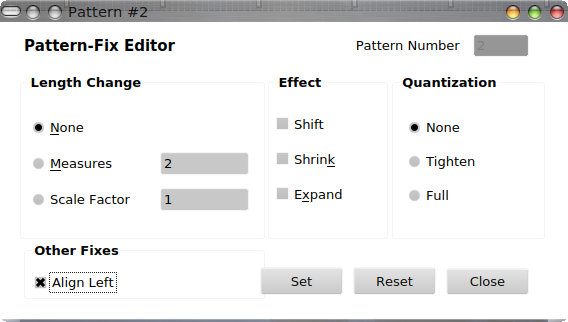 Pattern #2
Pattern-Fix Editor
Pattern Number 2
Length Change
None
Measures 2
Scale Factor 1
Effect
Shift
Shrink
Expand
Quantization
None
Tighten
Full
Other Fixes
Align Left
Set
Reset
Close